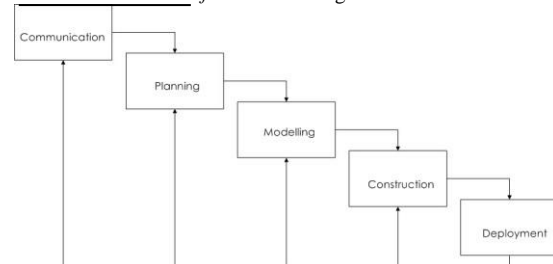 Communication
Planning
Modelling
Construction
Deployment